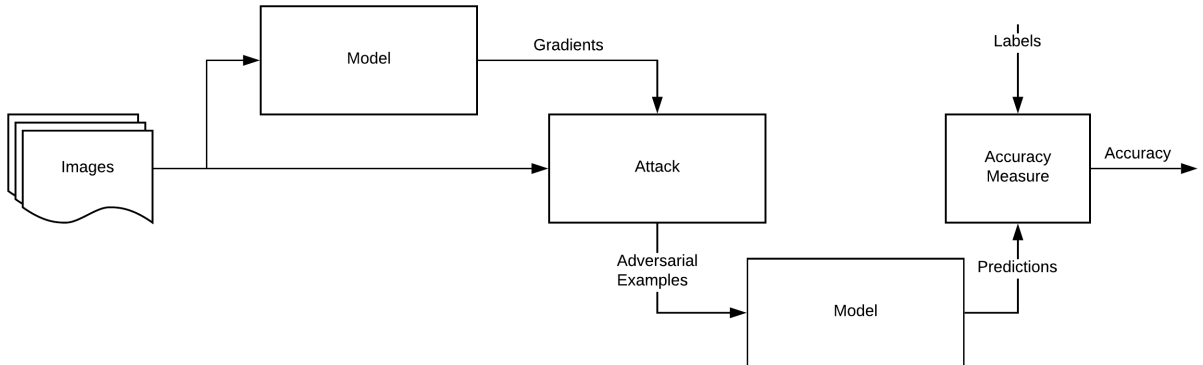 Model
Gradients
Labels
Images
Attack
Accuracy
Measure
Accuracy
Adversarial
Examples
Model
Predictions